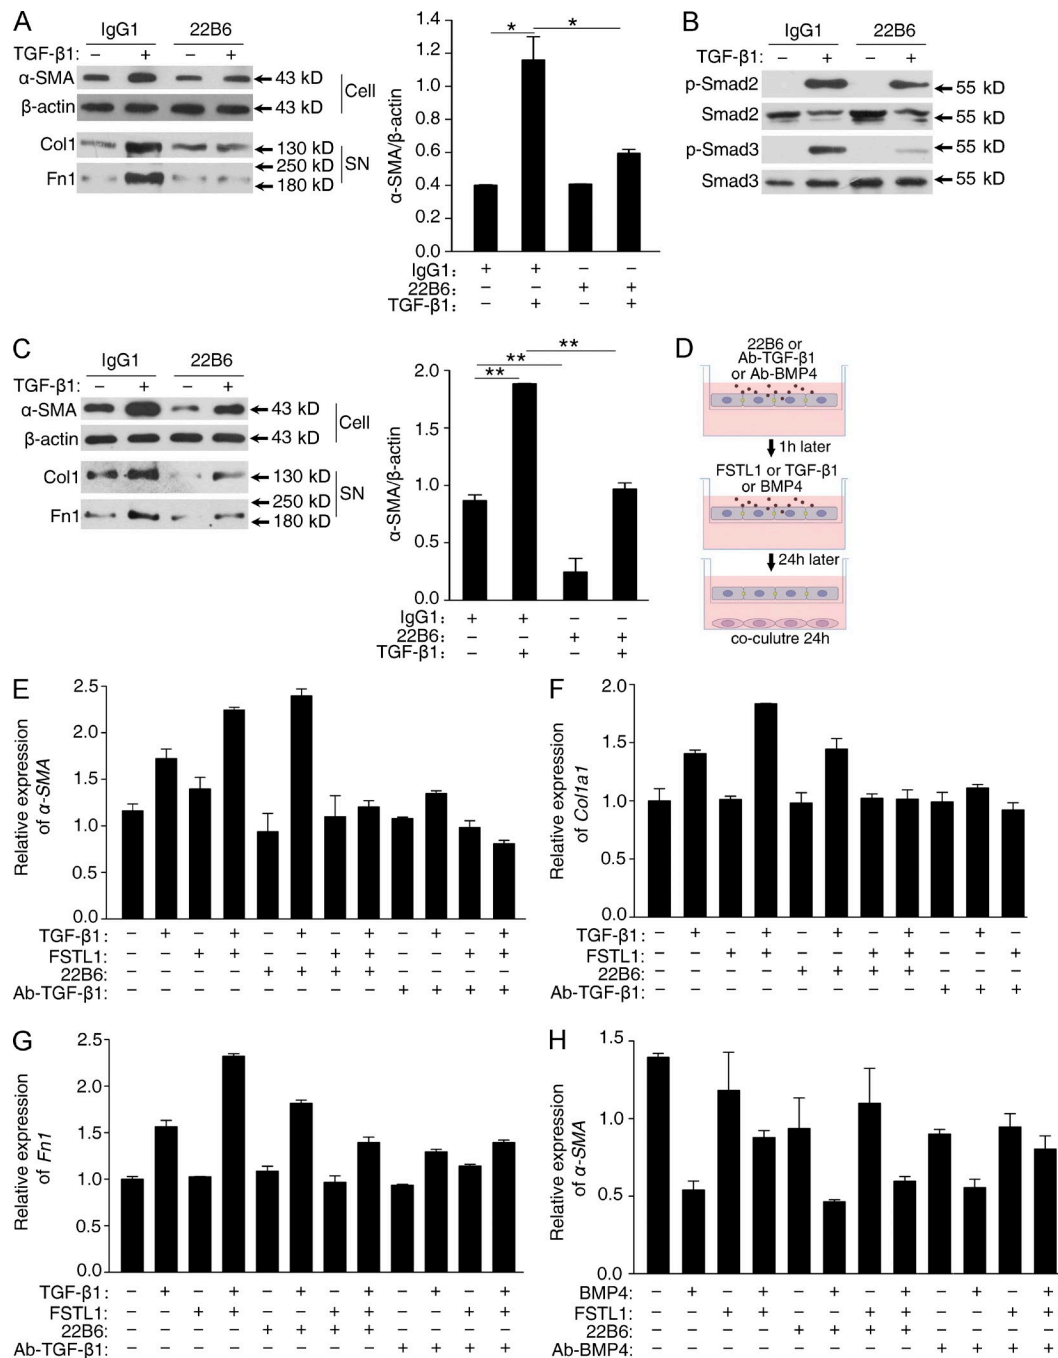 A
IgG1 22B6
TGF-β1: – + – +
α-SMA 43 kD
β-actin 43 kD
Cell
Col1 130 kD
250 kD
Fn1 180 kD
SN
α-SMA/β-actin
1.4
1.2
1.0
0.8
0.6
0.4
0.2
0.0
* *
IgG1: + + – –
22B6: – – + +
TGF-β1: – + – +
B
IgG1 22B6
TGF-β1: – + – +
p-Smad2 55 kD
Smad2 55 kD
p-Smad3 55 kD
Smad3 55 kD
C
IgG1 22B6
TGF-β1: – + – +
α-SMA 43 kD
β-actin 43 kD
Cell
Col1 130 kD
250 kD
Fn1 180 kD
SN
α-SMA/β-actin
2.0
1.5
1.0
0.5
0.0
** ** **
IgG1: + + – –
22B6: – – + +
TGF-β1: – + – +
D
22B6 or
Ab-TGF-β1
or Ab-BMP4
1h later
FSTL1 or TGF-β1
or BMP4
24h later
co-culutre 24h
E
Relative expression
of α-SMA
2.5
2.0
1.5
1.0
0.5
0.0
TGF-β1: – + – + – + – + – + – +
FSTL1: – – + + – – + + – – + +
22B6: – – – – + + + + – – – –
Ab-TGF-β1: – – – – – – – – + + + +
F
Relative expression
of Col1a1
2.0
1.5
1.0
0.5
0.0
TGF-β1: – + – + – + – + – + –
FSTL1: – – + + – – + + – – +
22B6: – – – – + + + + – – –
Ab-TGF-β1: – – – – – – – – + + +
G
Relative expression
of Fn1
2.5
2.0
1.5
1.0
0.5
0.0
TGF-β1: – + – + – + – + – + – +
FSTL1: – – + + – – + + – – + +
22B6: – – – – + + + + – – – –
Ab-TGF-β1: – – – – – – – – + + + +
H
Relative expression
of α-SMA
1.5
1.0
0.5
0.0
BMP4: – + – + – + – + – + – +
FSTL1: – – + + – – + + – – + +
22B6: – – – – + + + + – – – –
Ab-BMP4: – – – – – – – – + + + +